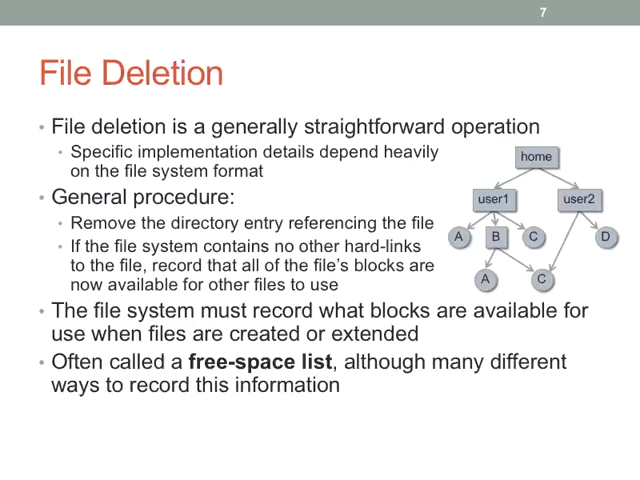 7
File Deletion
• File deletion is a generally straightforward operation
• Specific implementation details depend heavily
on the file system format
• General procedure:
• Remove the directory entry referencing the file
• If the file system contains no other hard-links
to the file, record that all of the file's blocks are
now available for other files to use
• The file system must record what blocks are available for
use when files are created or extended
• Often called a free-space list, although many different
ways to record this information
home
user1 user2
A B C D
A C